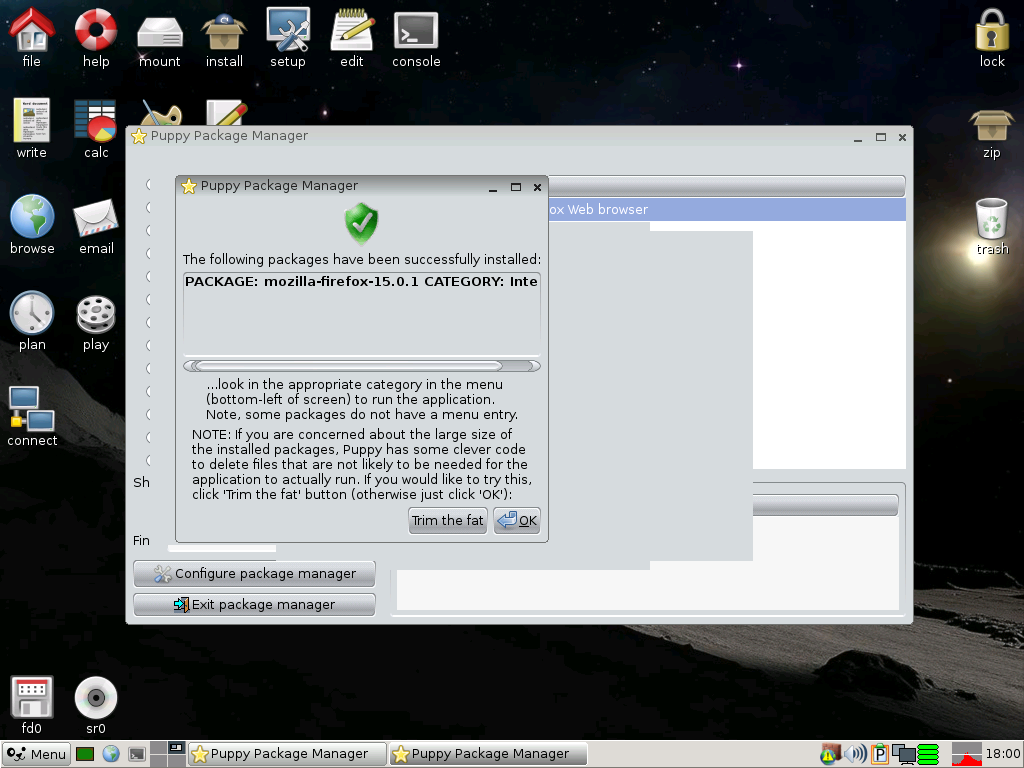 file
help
mount
install
setup
edit
console
lock
write
calc
zip
browse
email
trash
plan
play
connect
fd0
sr0
Puppy Package Manager
ox Web browser
Sh
Fin
Configure package manager
Exit package manager
Puppy Package Manager
The following packages have been successfully installed:
PACKAGE: mozilla-firefox-15.0.1 CATEGORY: Inte
...look in the appropriate category in the menu
(bottom-left of screen) to run the application.
Note, some packages do not have a menu entry.
NOTE: If you are concerned about the large size of
the installed packages, Puppy has some clever code
to delete files that are not likely to be needed for the
application to actually run. If you would like to try this,
click 'Trim the fat' button (otherwise just click 'OK'):
Trim the fat
OK
Menu
Puppy Package Manager
Puppy Package Manager
18:00